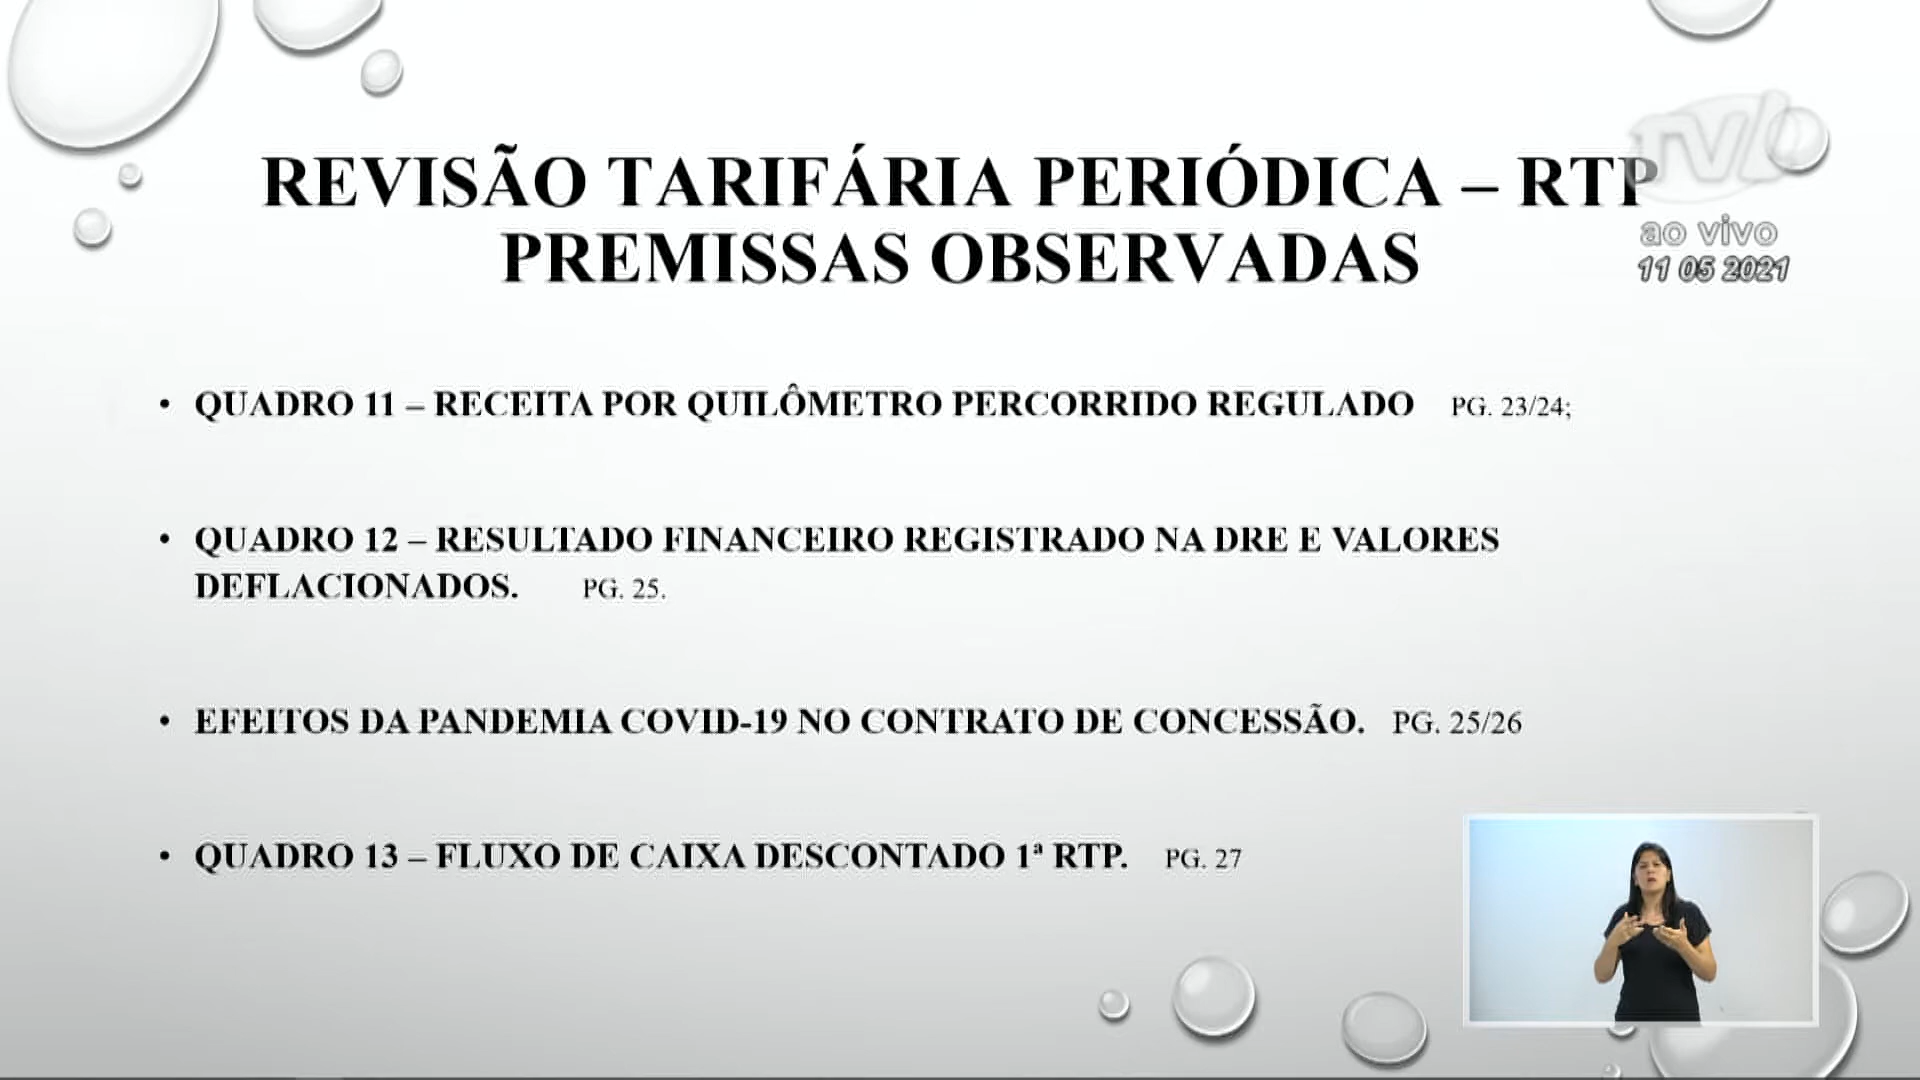 REVISÃO TARIFÁRIA PERIÓDICA – RTP
PREMISSAS OBSERVADAS
TVL
ao vivo
11 05 2021
• QUADRO 11 – RECEITA POR QUILÔMETRO PERCORRIDO REGULADO PG. 23/24;
• QUADRO 12 – RESULTADO FINANCEIRO REGISTRADO NA DRE E VALORES
DEFLACIONADOS. PG. 25.
• EFEITOS DA PANDEMIA COVID-19 NO CONTRATO DE CONCESSÃO. PG. 25/26
• QUADRO 13 – FLUXO DE CAIXA DESCONTADO 1ª RTP. PG. 27